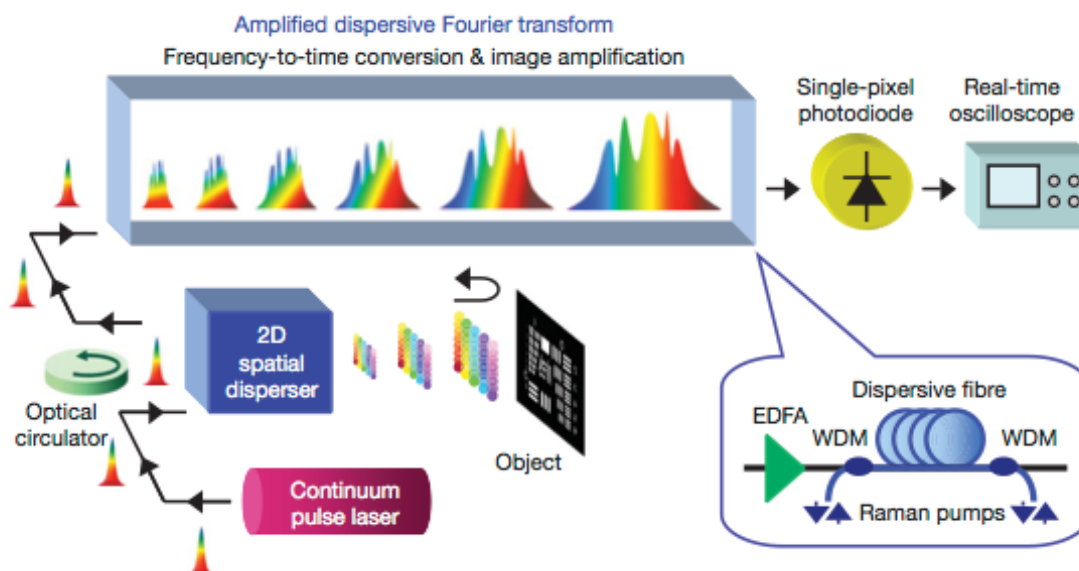 Amplified dispersive Fourier transform
Frequency-to-time conversion & image amplification
Single-pixel
photodiode
Real-time
oscilloscope
2D
spatial
disperser
Optical
circulator
Object
Continuum
pulse laser
Dispersive fibre
EDFA
WDM
WDM
Raman pumps